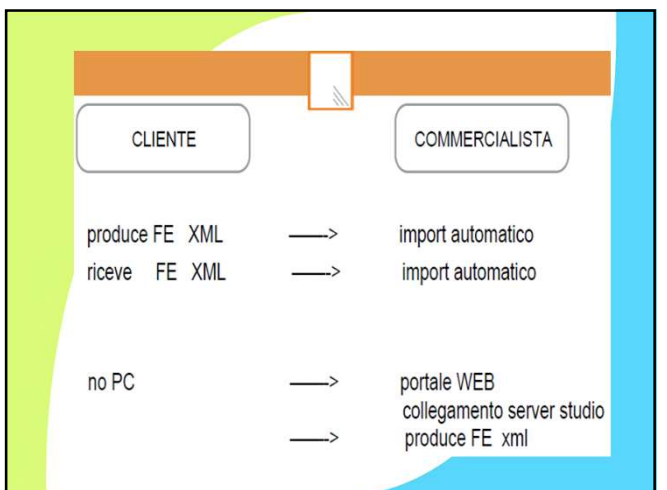 CLIENTE COMMERCIALISTA
produce FE XML ----> import automatico
riceve FE XML ----> import automatico
no PC ----> portale WEB
collegamento server studio
----> produce FE xml